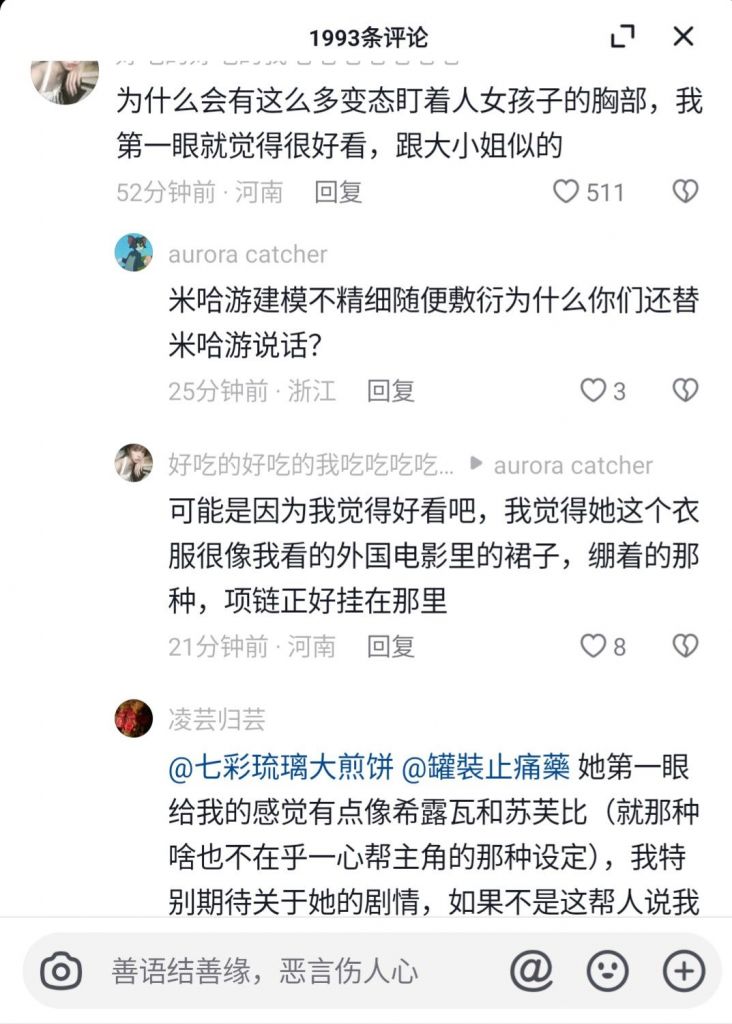 1993条评论
为什么会有这么多变态盯着人女孩子的胸部，我
第一眼就觉得很好看，跟大小姐似的
52分钟前 · 河南 回复 511
aurora catcher
米哈游建模不精细随便敷衍为什么你们还替
米哈游说话？
25分钟前 · 浙江 回复 3
好吃的好吃的我吃吃吃吃... ▶ aurora catcher
可能是因为我觉得好看吧，我觉得她这个衣
服很像我看的外国电影里的裙子，绷着的那
种，项链正好挂在那里
21分钟前 · 河南 回复 8
凌芸归芸
@七彩琉璃大煎饼 @罐装止痛藥 她第一眼
给我的感觉有点像希露瓦和苏芙比（就那种
啥也不在乎一心帮主角的那种设定），我特
别期待关于她的剧情，如果不是这帮人说我
善语结善缘，恶言伤人心